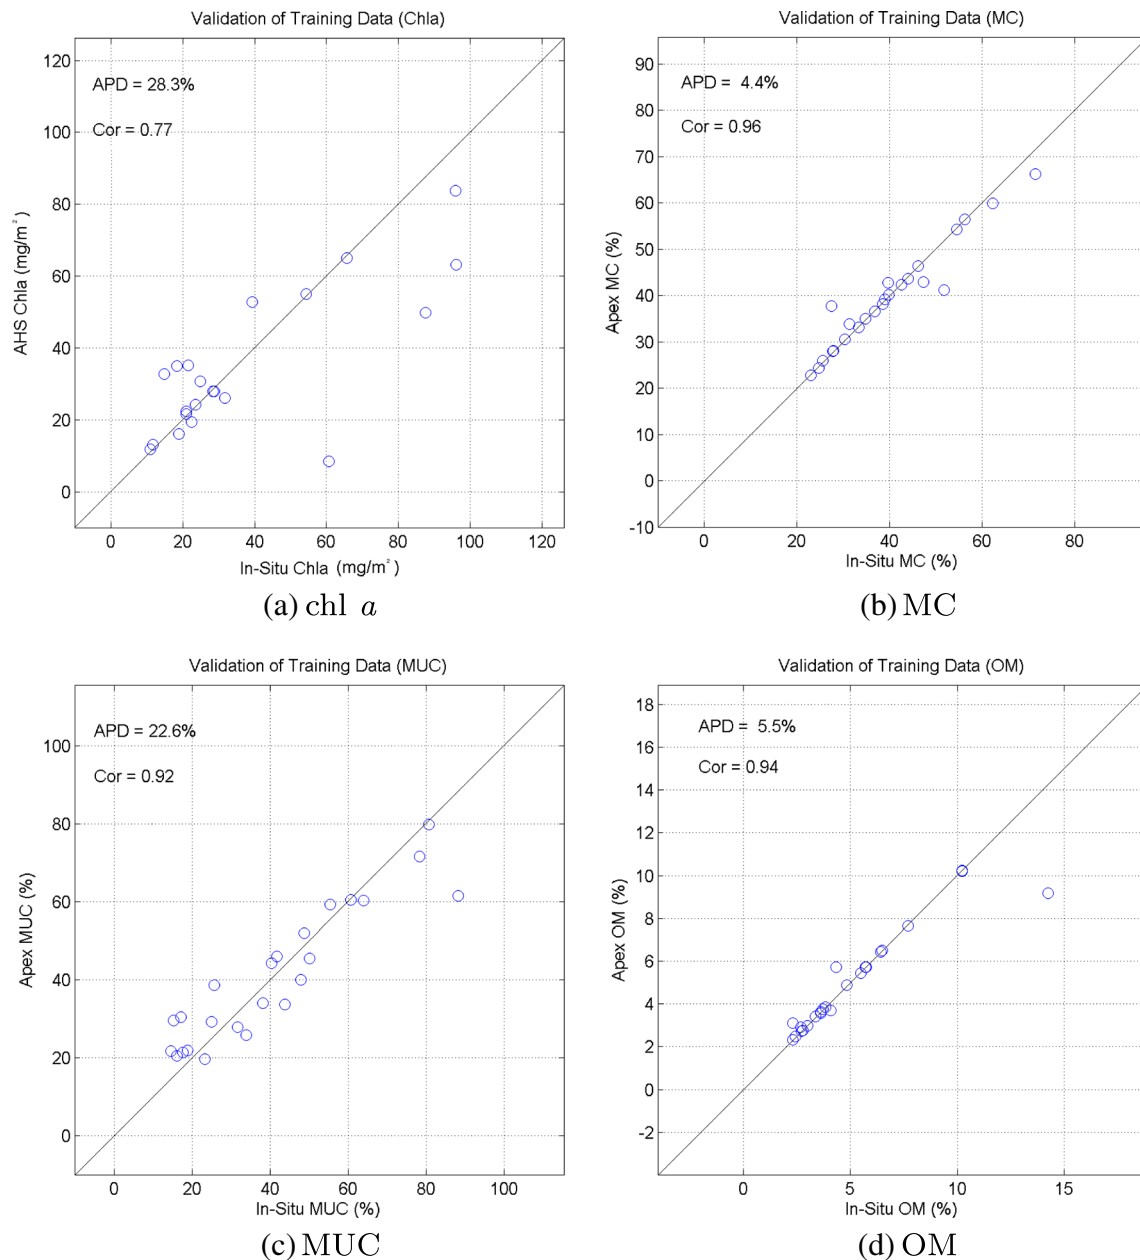 Validation of Training Data (Chla)
APD = 28.3%
Cor = 0.77
AHS Chla (mg/m²)
120
100
80
60
40
20
0
0 20 40 60 80 100 120
In-Situ Chla (mg/m²)
(a) chl a
Validation of Training Data (MC)
APD = 4.4%
Cor = 0.96
Apex MC (%)
90
80
70
60
50
40
30
20
10
0
-10
0 20 40 60 80
In-Situ MC (%)
(b) MC
Validation of Training Data (MUC)
APD = 22.6%
Cor = 0.92
Apex MUC (%)
100
80
60
40
20
0
0 20 40 60 80 100
In-Situ MUC (%)
(c) MUC
Validation of Training Data (OM)
APD = 5.5%
Cor = 0.94
Apex OM (%)
18
16
14
12
10
8
6
4
2
0
-2
0 5 10 15
In-Situ OM (%)
(d) OM